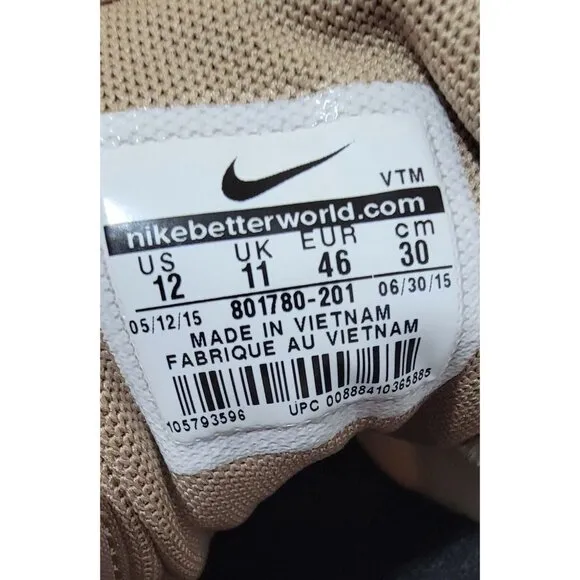 VTM
nikebetterworld.com
US UK EUR cm
12 11 46 30
05/12/15 801780-201 06/30/15
MADE IN VIETNAM
FABRIQUE AU VIETNAM
105793596 UPC 00888410365885